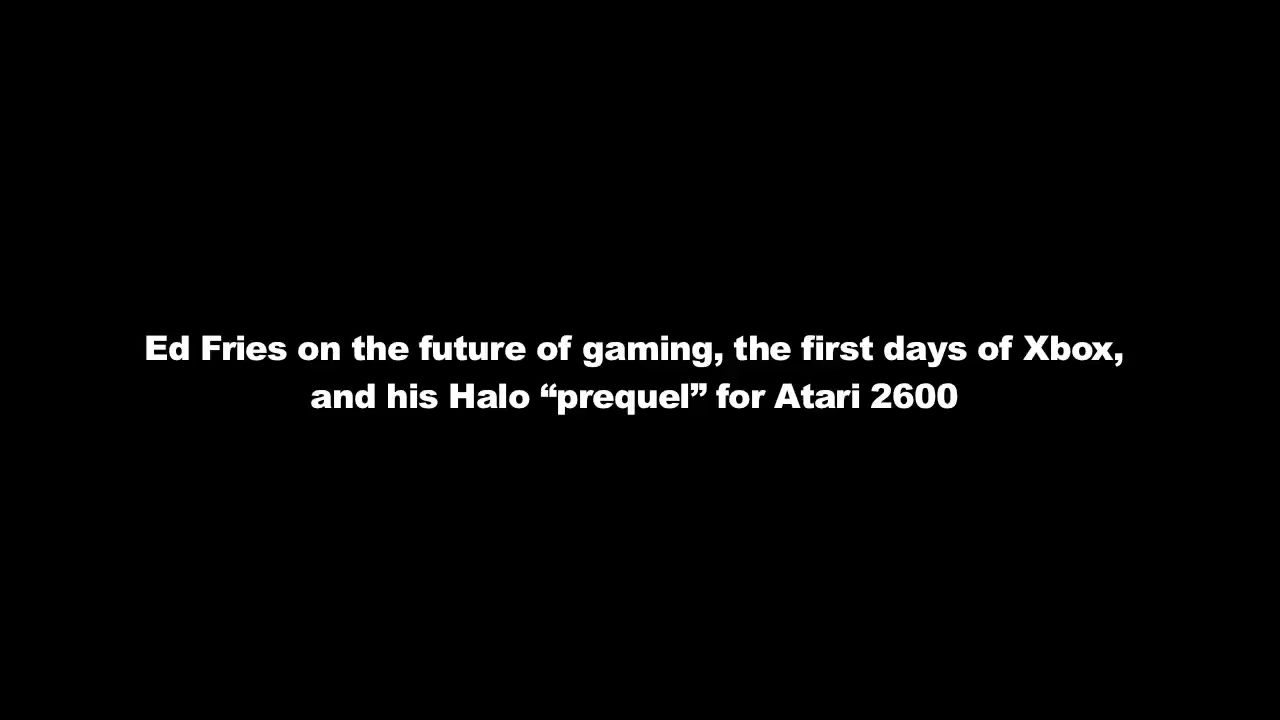 Ed Fries on the future of gaming, the first days of Xbox,
and his Halo “prequel” for Atari 2600